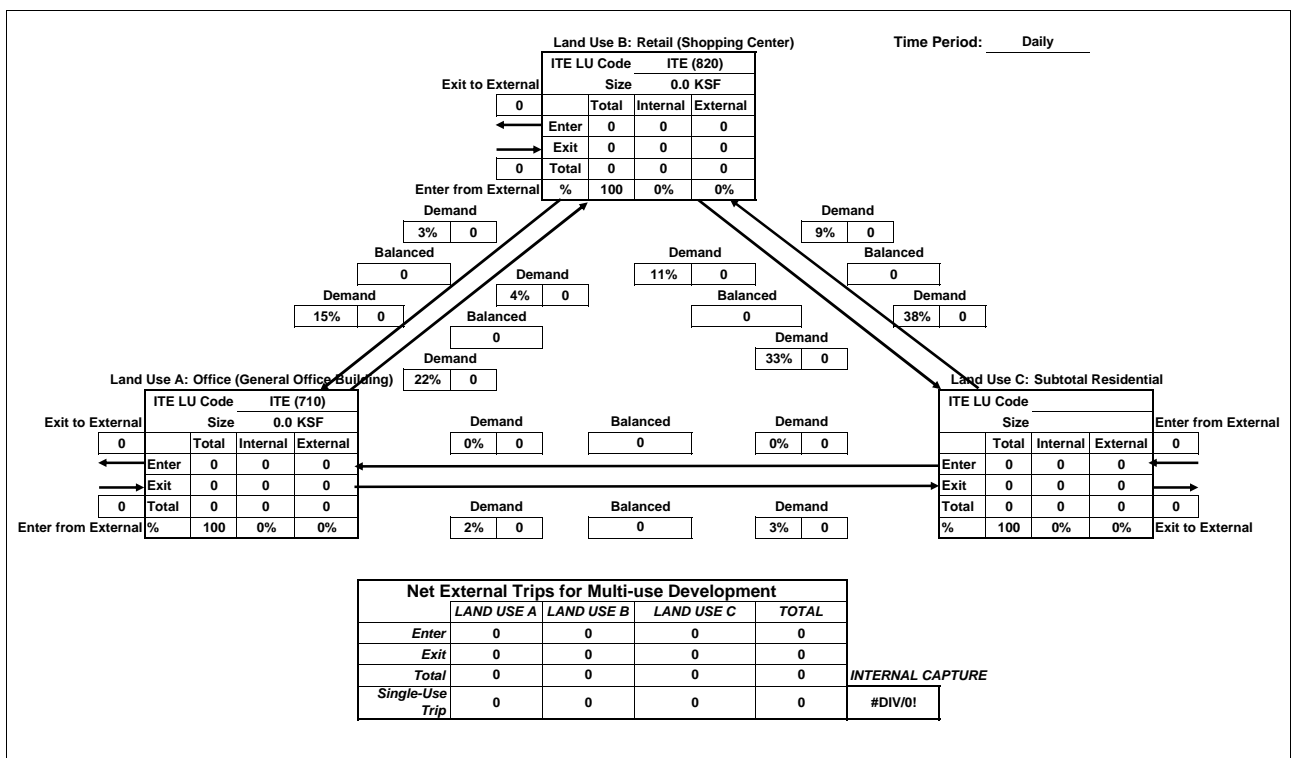 Land Use B: Retail (Shopping Center)
Time Period: Daily
ITE LU Code ITE (820)
Exit to External Size 0.0 KSF
0 Total Internal External
Enter 0 0 0
Exit 0 0 0
0 Total 0 0 0
Enter from External % 100 0% 0%
Demand Demand
3% 0 9% 0
Balanced Demand Balanced
0 11% 0 0
Demand
4% 0
Demand Balanced Demand
15% 0 0 38% 0
Balanced
0
Demand
33% 0
Demand
22% 0
Land Use A: Office (General Office Building) Land Use C: Subtotal Residential
ITE LU Code ITE (710) ITE LU Code
Exit to External Size 0.0 KSF Demand Balanced Demand Size Enter from External
0 Total Internal External 0% 0 0 0% 0 Total Internal External 0
Enter 0 0 0 Enter 0 0 0
Exit 0 0 0 Exit 0 0 0
0 Total 0 0 0 Demand Balanced Demand Total 0 0 0 0
Enter from External % 100 0% 0% 2% 0 0 3% 0 % 100 0% 0% Exit to External
Net External Trips for Multi-use Development
LAND USE A LAND USE B LAND USE C TOTAL
Enter 0 0 0 0
Exit 0 0 0 0
Total 0 0 0 0 INTERNAL CAPTURE
Single-Use
Trip 0 0 0 0 #DIV/0!